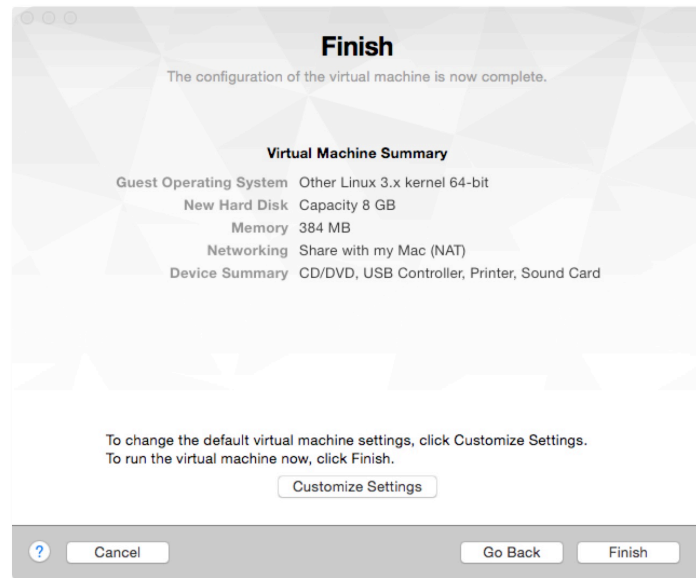 Finish
The configuration of the virtual machine is now complete.
Virtual Machine Summary
Guest Operating System Other Linux 3.x kernel 64-bit
New Hard Disk Capacity 8 GB
Memory 384 MB
Networking Share with my Mac (NAT)
Device Summary CD/DVD, USB Controller, Printer, Sound Card
To change the default virtual machine settings, click Customize Settings.
To run the virtual machine now, click Finish.
Customize Settings
? Cancel Go Back Finish